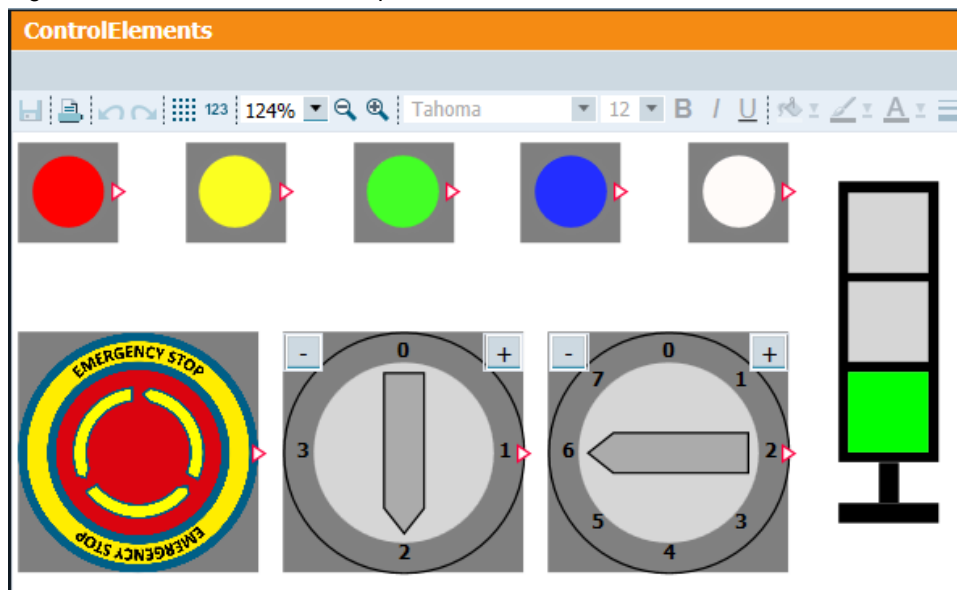 ControlElements
123 124% Tahoma 12 B I U A
EMERGENCY STOP
EMERGENCY STOP
- 0 +
3 1
2
- 0 +
7 1
6 2
5 3
4